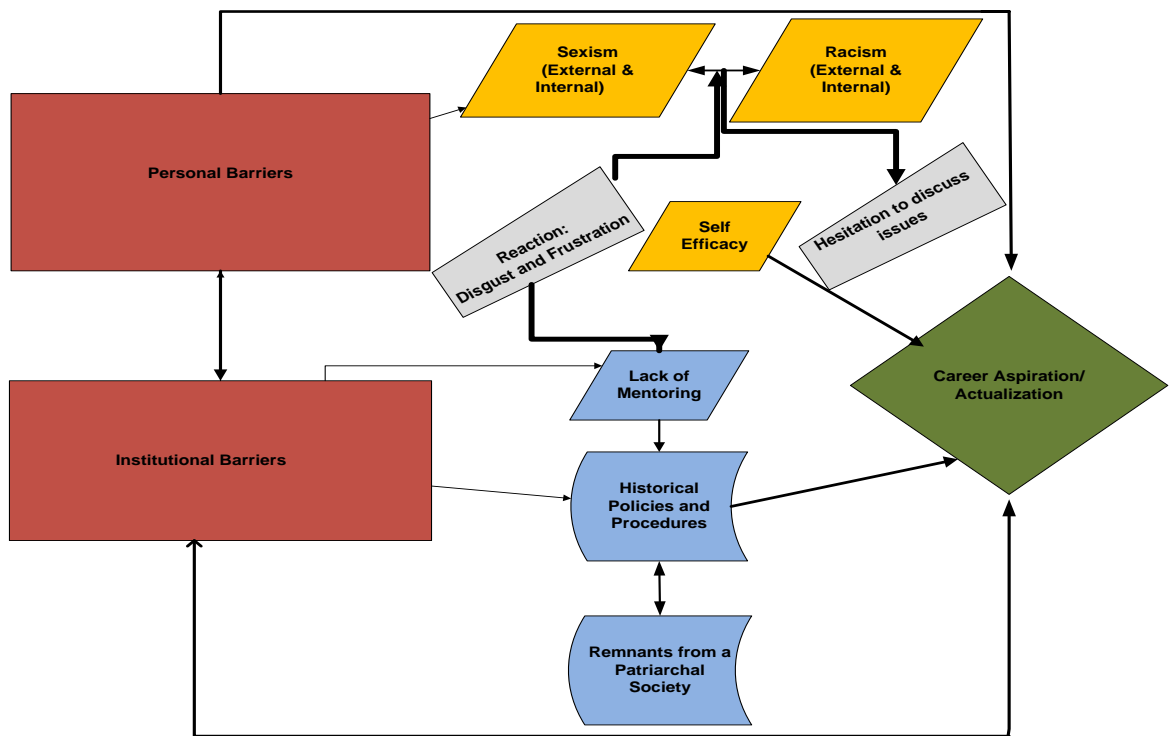 Sexism
(External &
Internal)
Racism
(External &
Internal)
Personal Barriers
Reaction:
Disgust and Frustration
Self
Efficacy
Hesitation to discuss
issues
Lack of
Mentoring
Career Aspiration/
Actualization
Institutional Barriers
Historical
Policies and
Procedures
Remnants from a
Patriarchal
Society